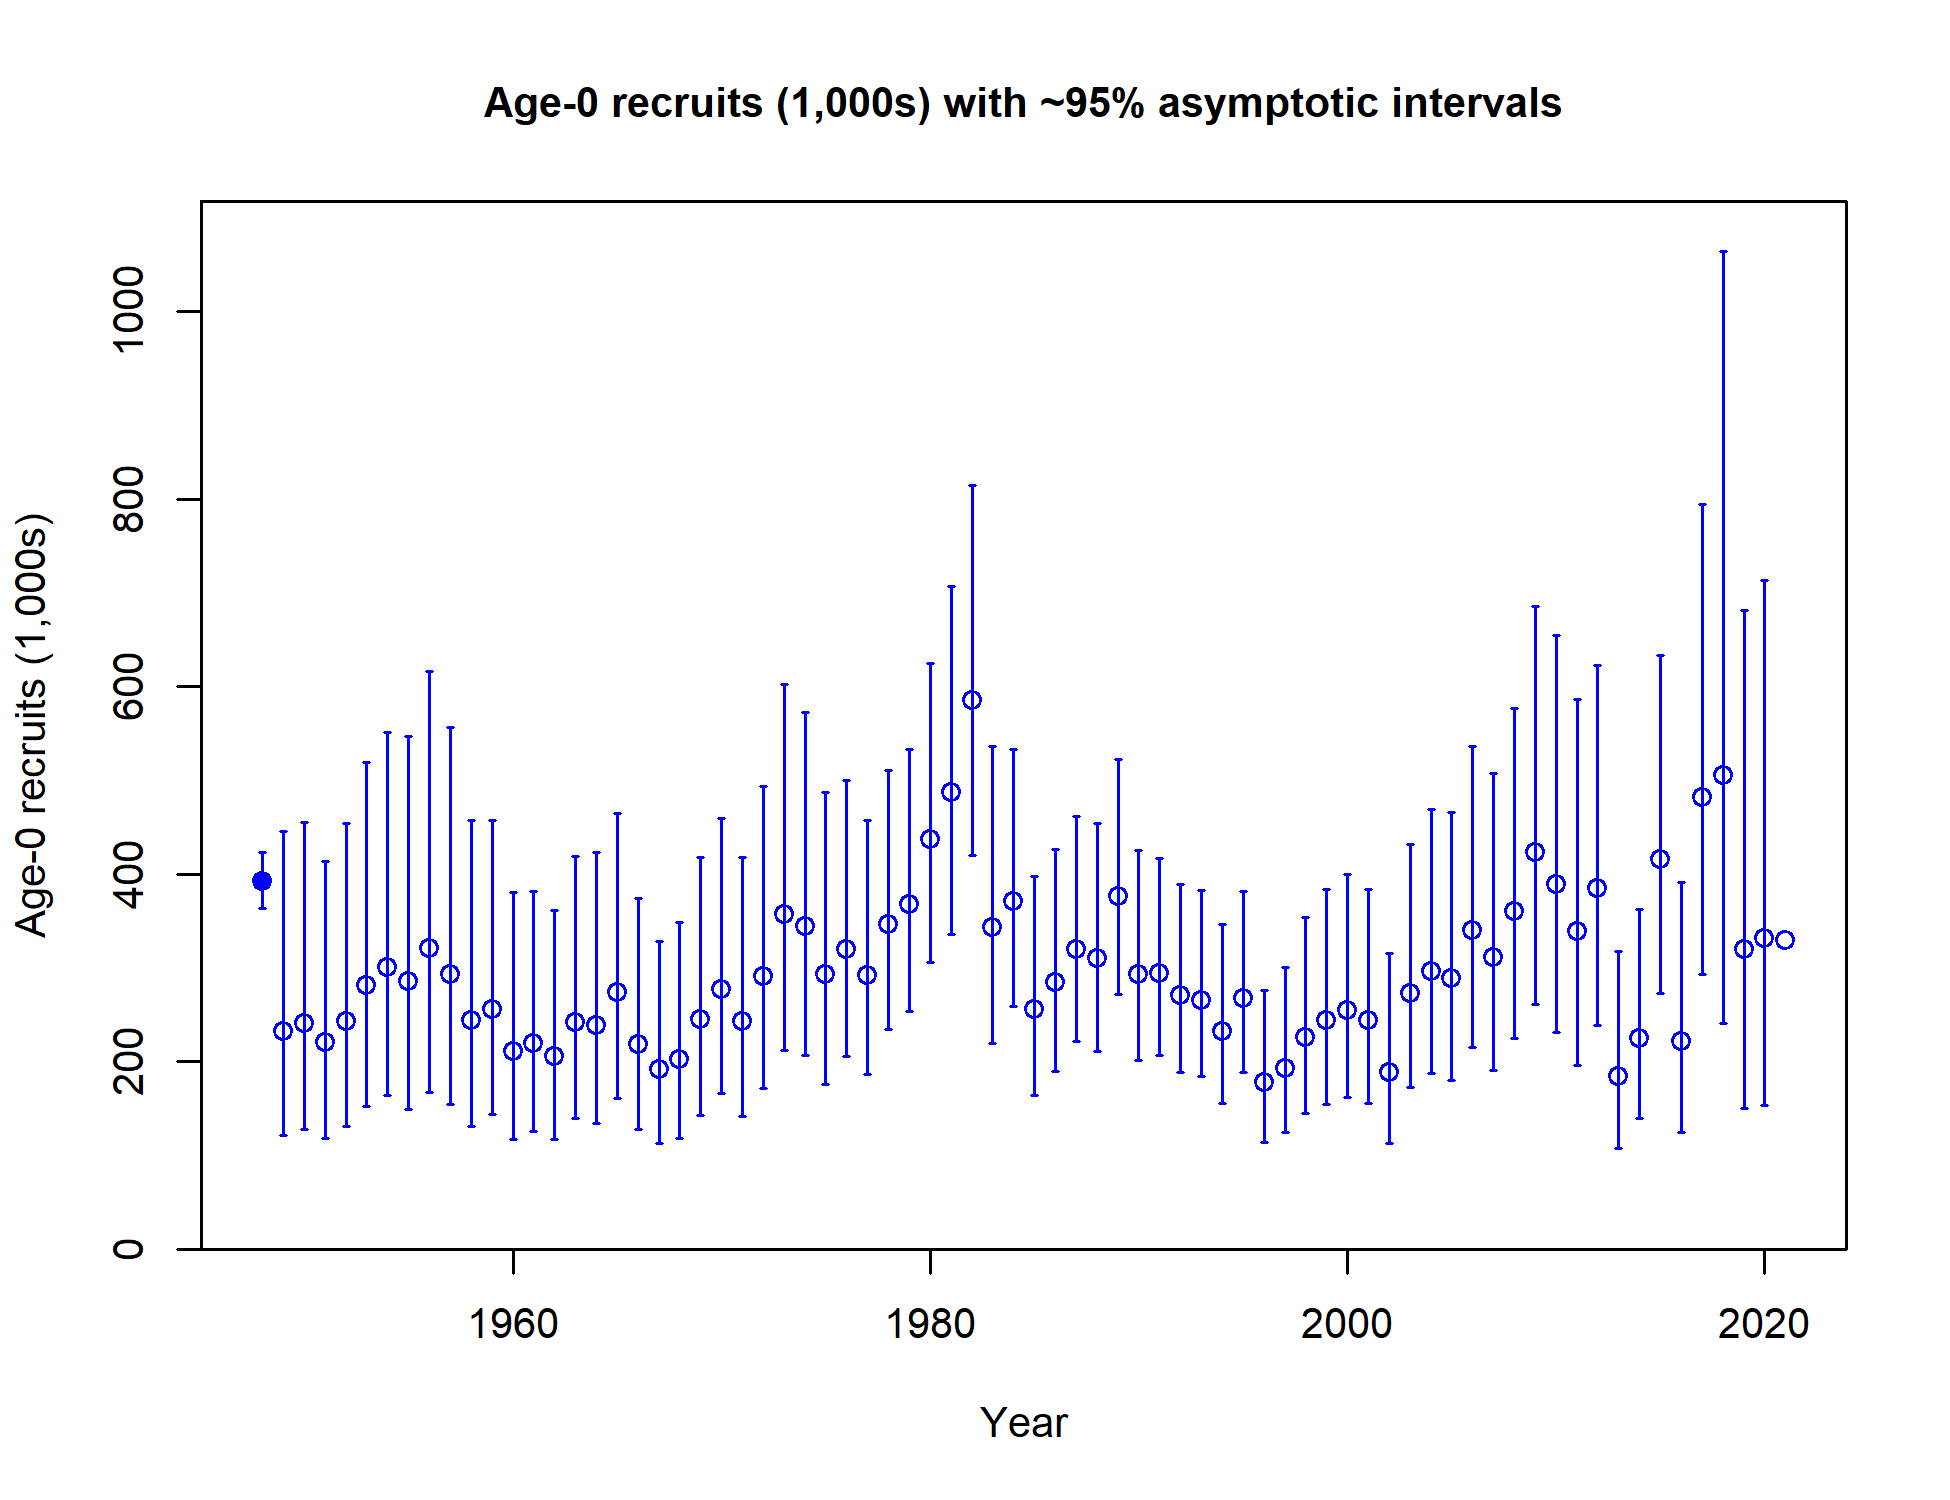 Age-0 recruits (1,000s) with ~95% asymptotic intervals
Age-0 recruits (1,000s)
1000
800
600
400
200
0
1960 1980 2000 2020
Year